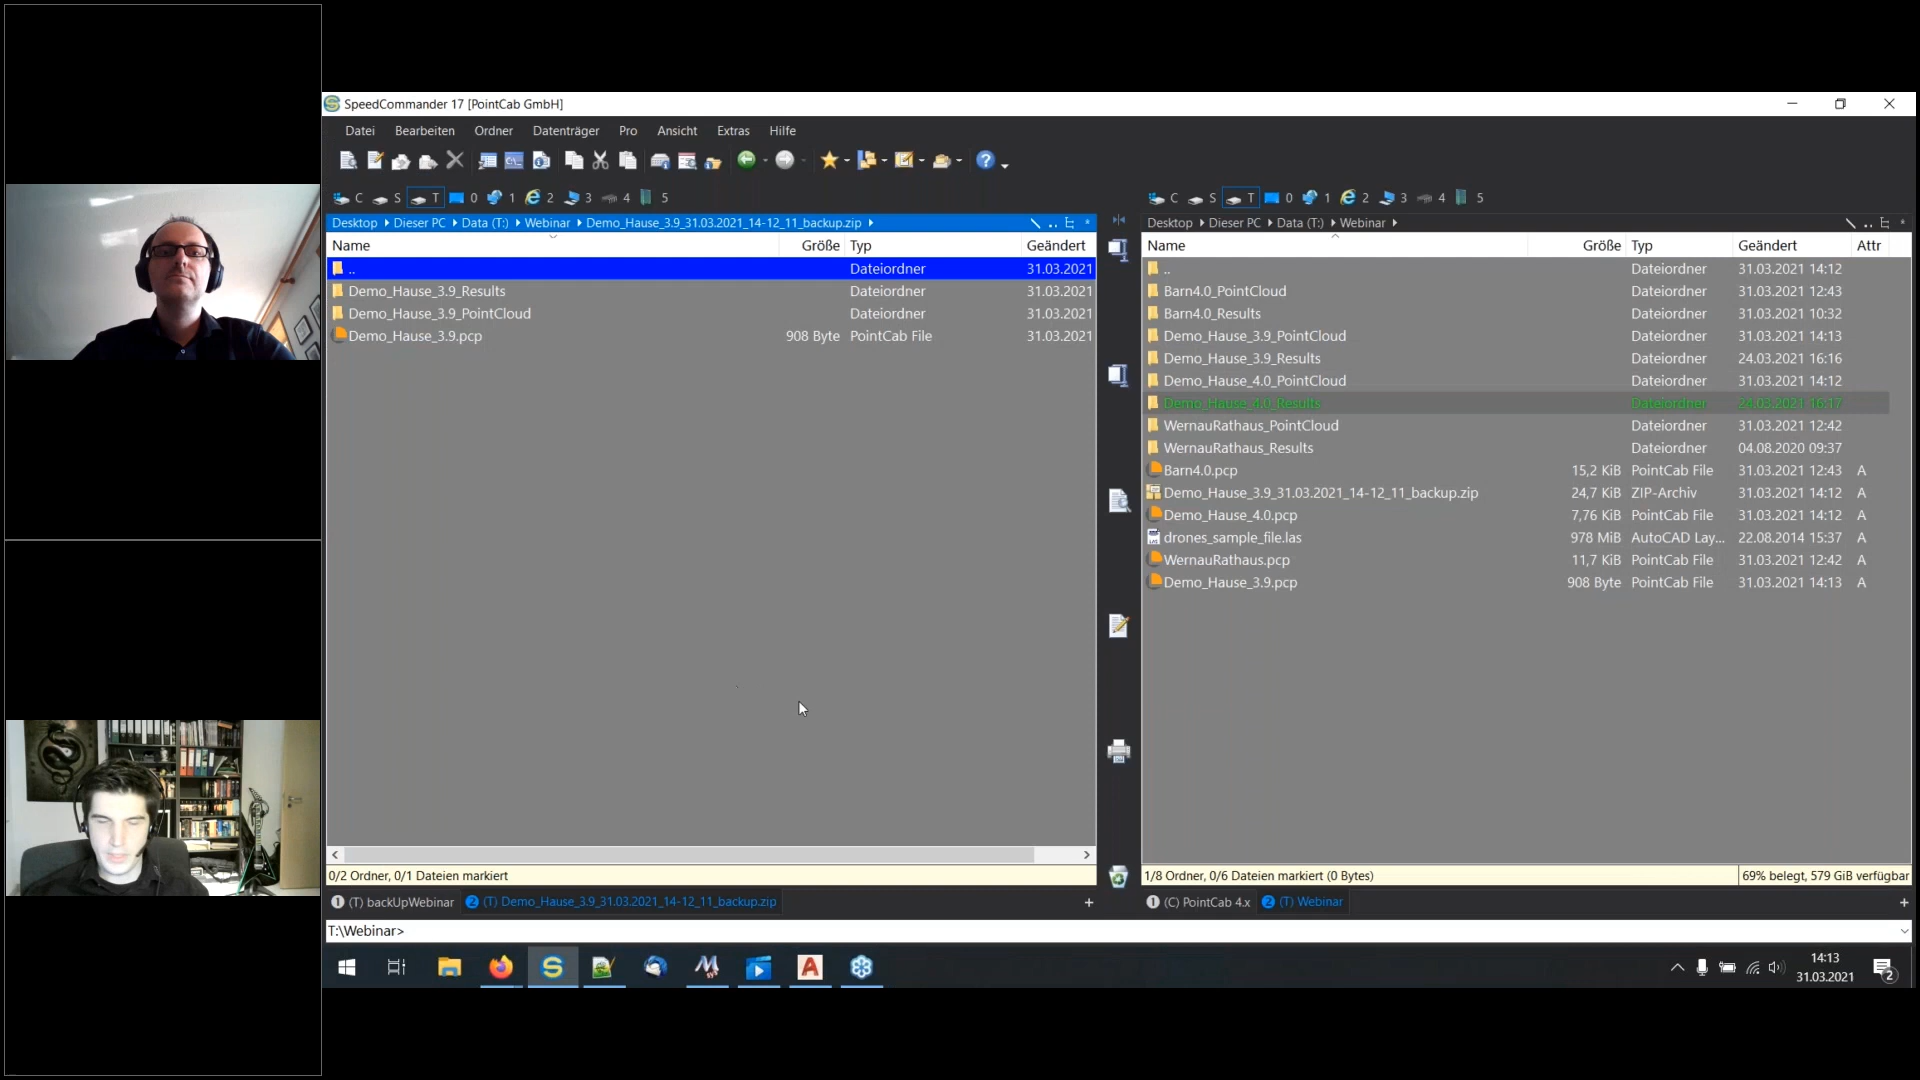 SpeedCommander 17 [PointCab GmbH]
Datei Bearbeiten Ordner Datenträger Pro Ansicht Extras Hilfe
C S T 0 1 2 3 4 5
C S T 0 1 2 3 4 5
Desktop Dieser PC Data (T:) Webinar Demo_Hause_3.9_31.03.2021_14-12_11_backup.zip
Name Größe Typ Geändert
.. Dateiordner 31.03.2021
Demo_Hause_3.9_Results Dateiordner 31.03.2021
Demo_Hause_3.9_PointCloud Dateiordner 31.03.2021
Demo_Hause_3.9.pcp 908 Byte PointCab File 31.03.2021
0/2 Ordner, 0/1 Dateien markiert
1 (T) backUpWebinar 2 (T) Demo_Hause_3.9_31.03.2021_14-12_11_backup.zip +
Desktop Dieser PC Data (T:) Webinar
Name Größe Typ Geändert Attr
.. Dateiordner 31.03.2021 14:12
Barn4.0_PointCloud Dateiordner 31.03.2021 12:43
Barn4.0_Results Dateiordner 31.03.2021 10:32
Demo_Hause_3.9_PointCloud Dateiordner 31.03.2021 14:13
Demo_Hause_3.9_Results Dateiordner 24.03.2021 16:16
Demo_Hause_4.0_PointCloud Dateiordner 31.03.2021 14:12
Demo_Hause_4.0_Results Dateiordner 24.03.2021 16:17
WernauRathaus_PointCloud Dateiordner 31.03.2021 12:42
WernauRathaus_Results Dateiordner 04.08.2020 09:37
Barn4.0.pcp 15,2 KiB PointCab File 31.03.2021 12:43 A
Demo_Hause_3.9_31.03.2021_14-12_11_backup.zip 24,7 KiB ZIP-Archiv 31.03.2021 14:12 A
Demo_Hause_4.0.pcp 7,76 KiB PointCab File 31.03.2021 14:12 A
drones_sample_file.las 978 MiB AutoCAD Lay... 22.08.2014 15:37 A
WernauRathaus.pcp 11,7 KiB PointCab File 31.03.2021 12:42 A
Demo_Hause_3.9.pcp 908 Byte PointCab File 31.03.2021 14:13 A
1/8 Ordner, 0/6 Dateien markiert (0 Bytes) 69% belegt, 579 GiB verfügbar
1 (C) PointCab 4.x 2 (T) Webinar +
T:\Webinar>
14:13
31.03.2021
2